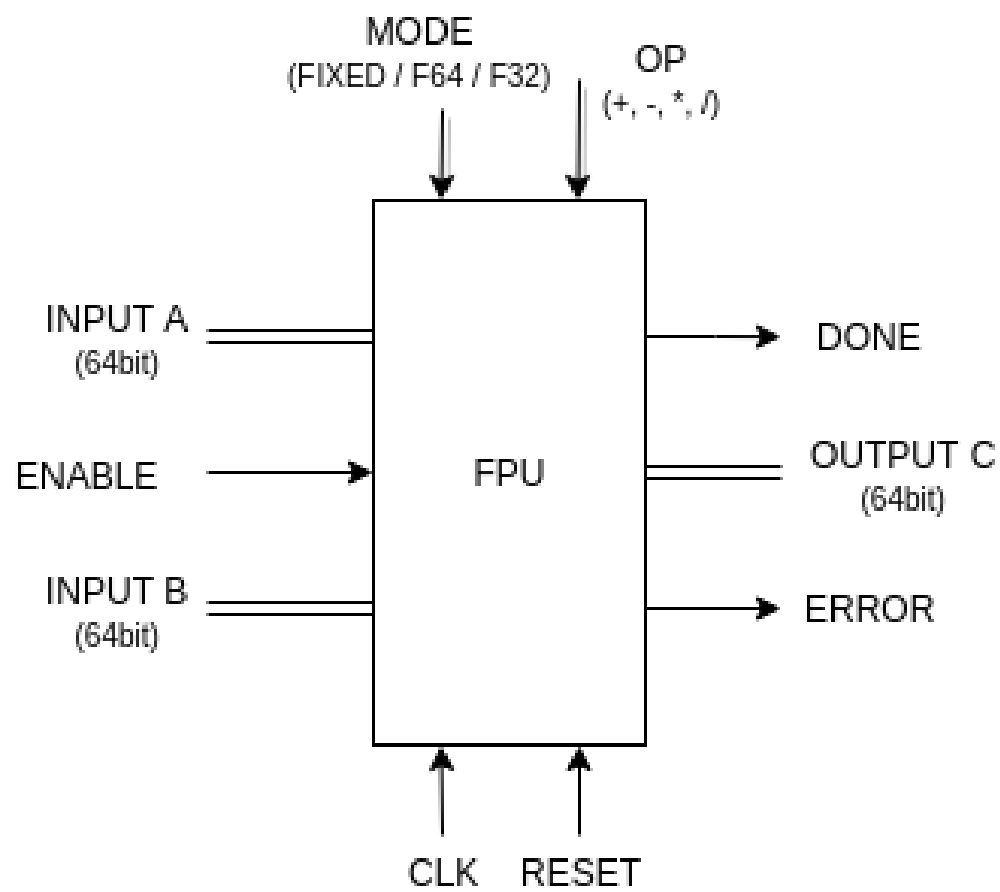 MODE
(FIXED / F64 / F32)
OP
(+, -, *, /)
INPUT A
(64bit)
DONE
ENABLE
FPU
OUTPUT C
(64bit)
INPUT B
(64bit)
ERROR
CLK
RESET